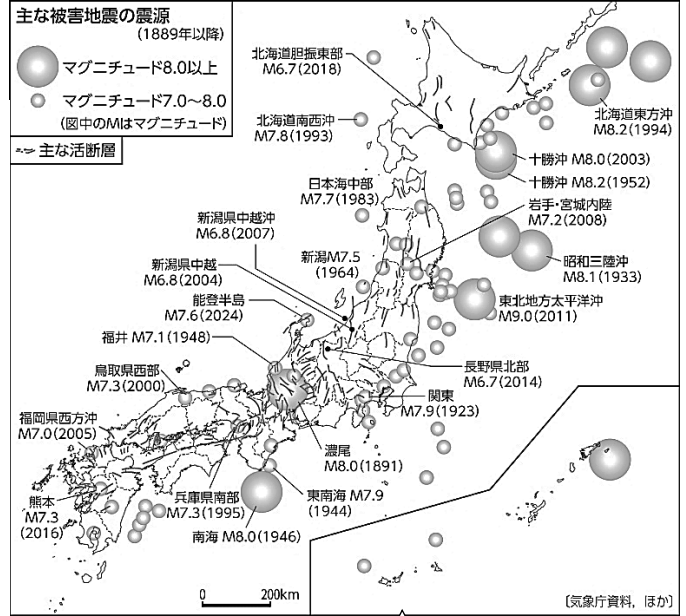 主な被害地震の震源
(1889年以降)
マグニチュード8.0以上
マグニチュード7.0〜8.0
(図中のMはマグニチュード)
主な活断層
北海道胆振東部
M6.7(2018)
北海道南西沖
M7.8(1993)
北海道東方沖
M8.2(1994)
十勝沖 M8.0(2003)
十勝沖 M8.2(1952)
日本海中部
M7.7(1983)
岩手・宮城内陸
M7.2(2008)
新潟県中越沖
M6.8(2007)
新潟M7.5
(1964)
昭和三陸沖
M8.1(1933)
新潟県中越
M6.8(2004)
能登半島
M7.6(2024)
東北地方太平洋沖
M9.0(2011)
福井 M7.1(1948)
鳥取県西部
M7.3(2000)
長野県北部
M6.7(2014)
関東
M7.9(1923)
福岡県西方沖
M7.0(2005)
濃尾
M8.0(1891)
熊本
M7.3
(2016)
兵庫県南部
M7.3(1995)
東南海 M7.9
(1944)
南海 M8.0(1946)
0 200km
〔気象庁資料，ほか〕